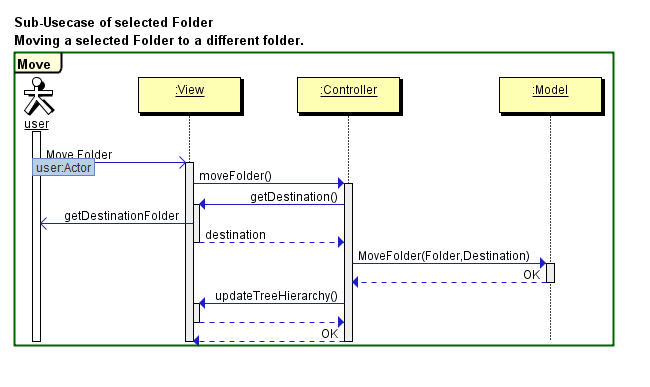 Sub-Usecase of selected Folder
Moving a selected Folder to a different folder.
Move
:View
:Controller
:Model
user
Move Folder
user:Actor
moveFolder()
getDestination()
getDestinationFolder
destination
MoveFolder(Folder,Destination)
OK
updateTreeHierarchy()
OK